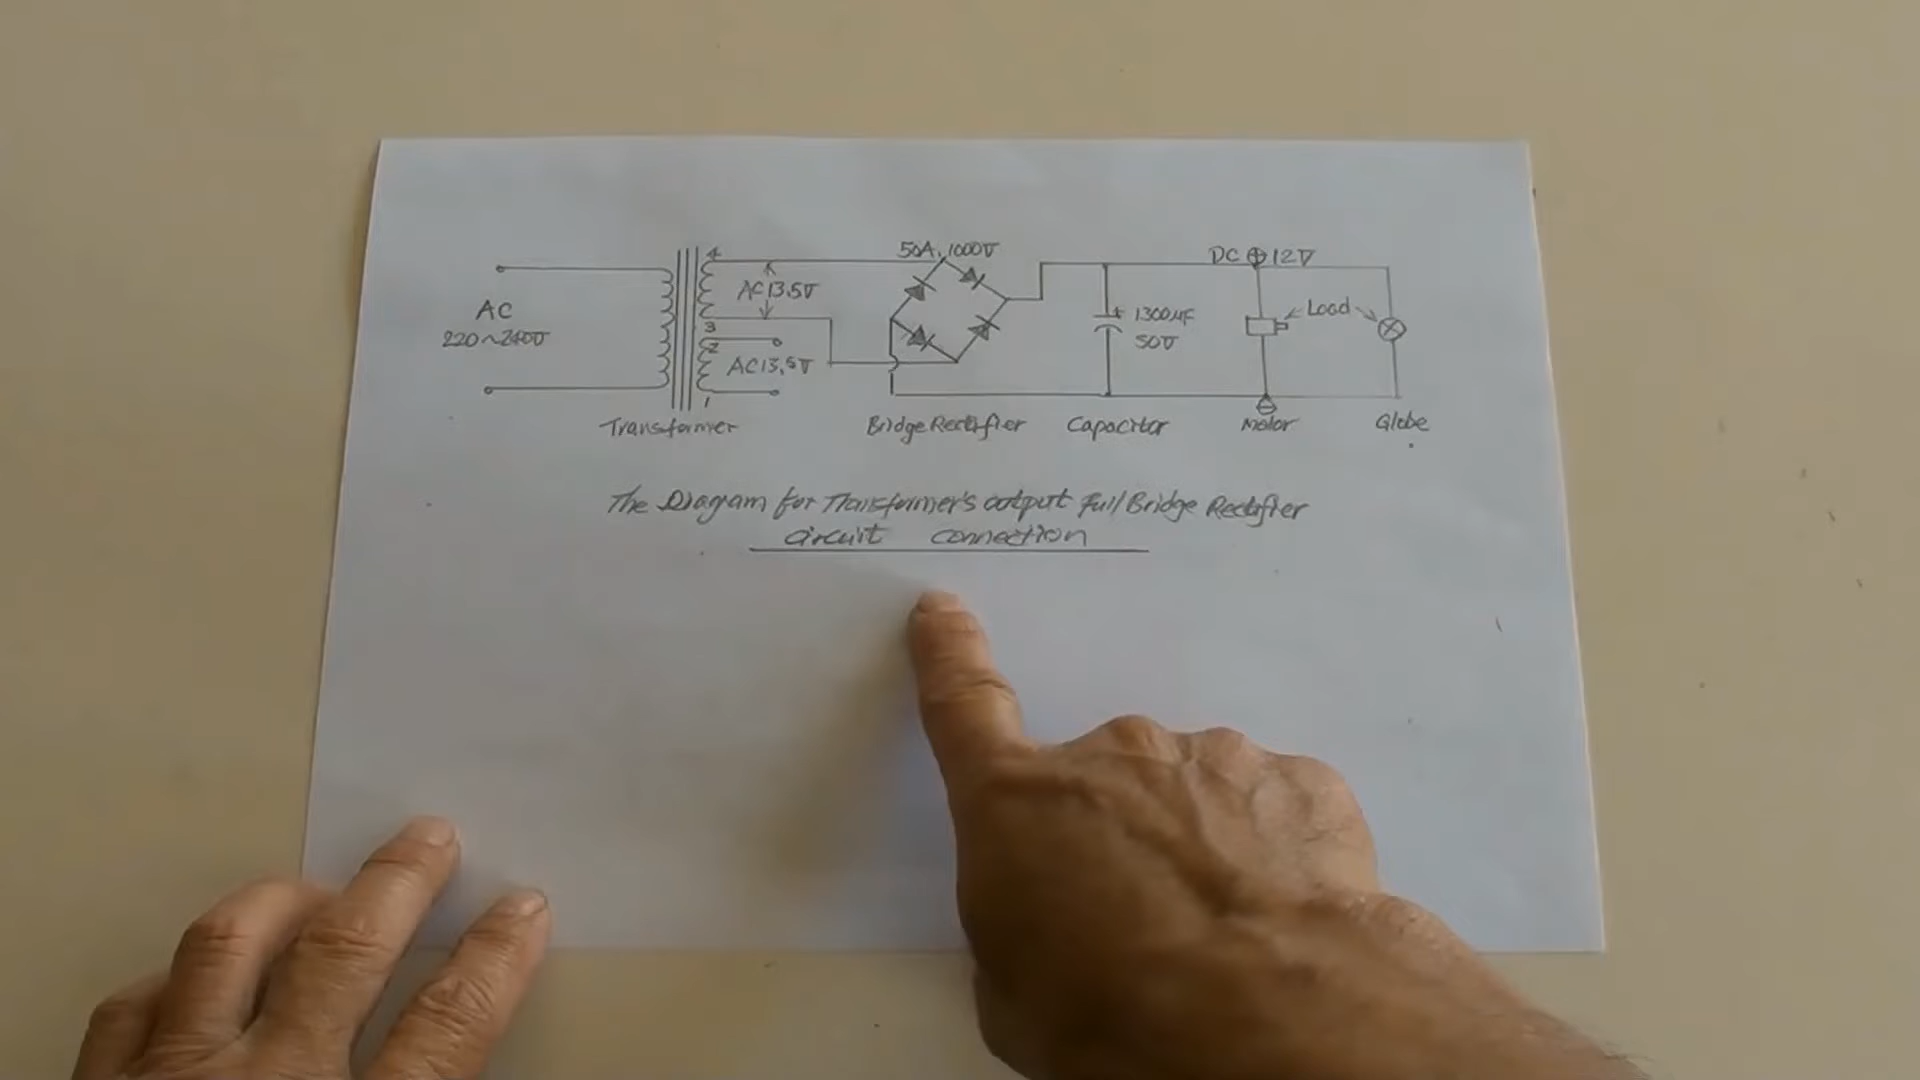 50A, 1000V
DC ⊕ 12V
4
AC 13.5V
AC
220~240V
3
2
AC 13.5V
1
+ 1300µF
50V
Load
Transformer
Bridge Rectifier
Capacitor
Motor
Globe
The Diagram for Transformer's output Full Bridge Rectifier
circuit connection